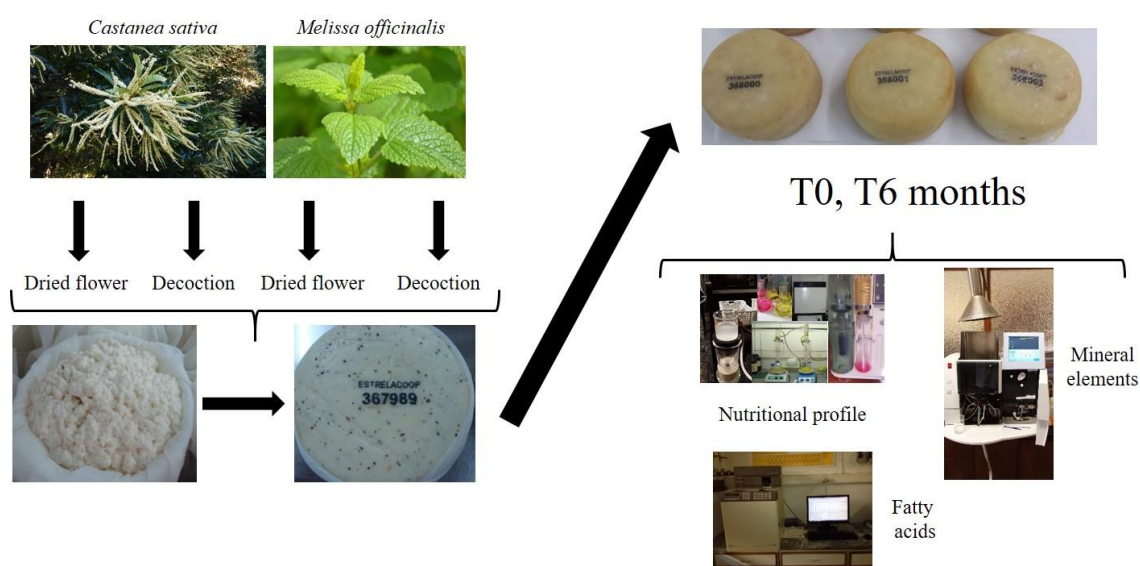 Castanea sativa
Melissa officinalis
Dried flower
Decoction
Dried flower
Decoction
ESTRELACOOP
367989
ESTRELACOOP
368000
ESTRELACOOP
368001
T0, T6 months
Nutritional profile
Mineral
elements
Fatty
acids